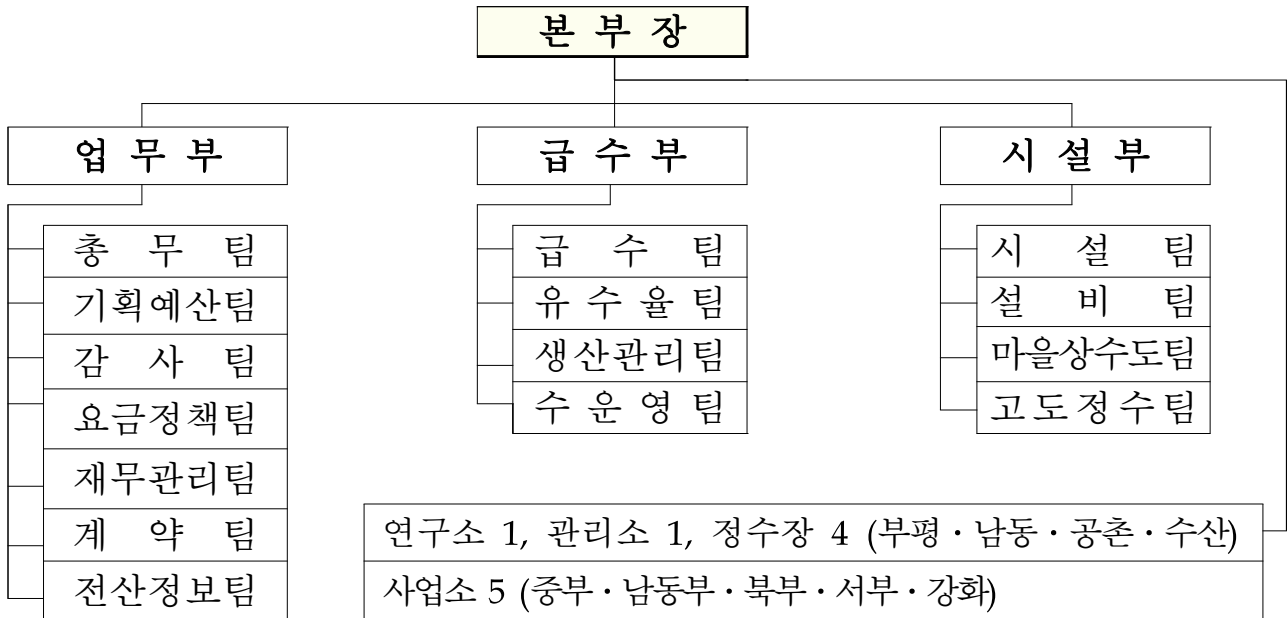 본 부 장
업 무 부
총 무 팀
기획예산팀
감 사 팀
요금정책팀
재무관리팀
계 약 팀
전산정보팀
급 수 부
급 수 팀
유 수 율 팀
생산관리팀
수 운 영 팀
시 설 부
시 설 팀
설 비 팀
마을상수도팀
고도정수팀
연구소 1, 관리소 1, 정수장 4 (부평·남동·공촌·수산)
사업소 5 (중부·남동부·북부·서부·강화)